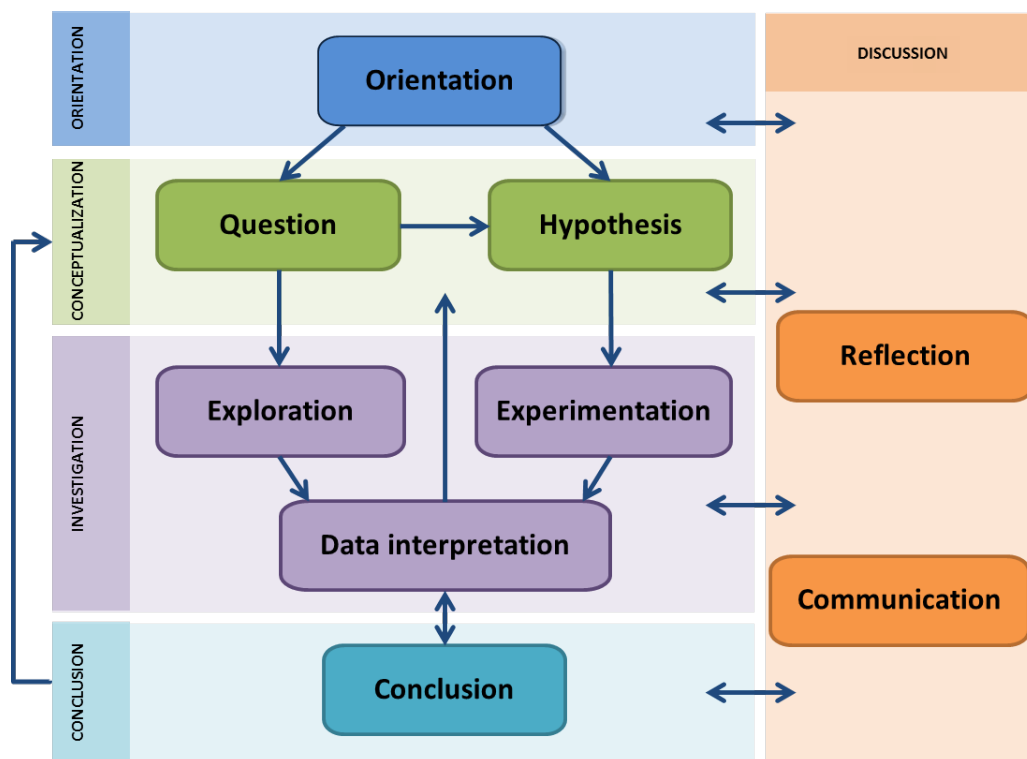 ORIENTATION
Orientation
DISCUSSION
CONCEPTUALIZATION
Question
Hypothesis
Reflection
INVESTIGATION
Exploration
Experimentation
Data interpretation
Communication
CONCLUSION
Conclusion